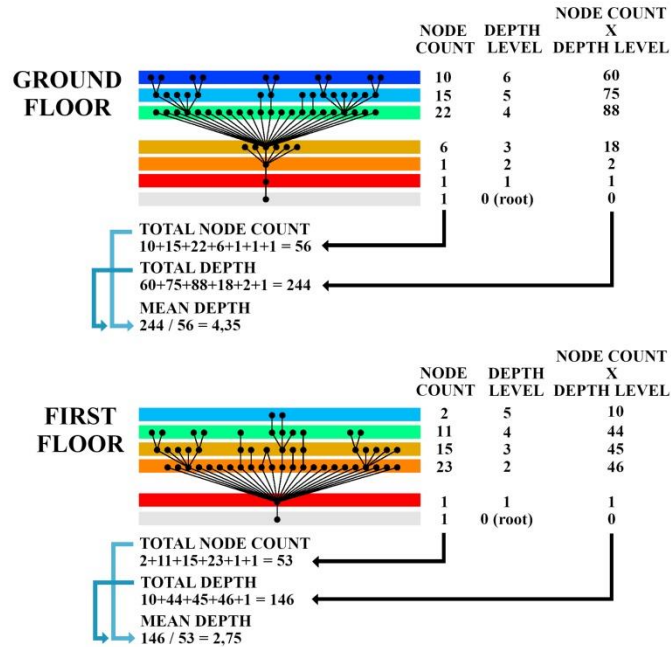 NODE COUNT
X
DEPTH LEVEL
NODE COUNT
DEPTH LEVEL
GROUND FLOOR
10 6 60
15 5 75
22 4 88
6 3 18
1 2 2
1 1 1
1 0 (root) 0
TOTAL NODE COUNT
10+15+22+6+1+1+1 = 56
TOTAL DEPTH
60+75+88+18+2+1 = 244
MEAN DEPTH
244 / 56 = 4,35
NODE COUNT
X
DEPTH LEVEL
NODE COUNT
DEPTH LEVEL
FIRST FLOOR
2 5 10
11 4 44
15 3 45
23 2 46
1 1 1
1 0 (root) 0
TOTAL NODE COUNT
2+11+15+23+1+1 = 53
TOTAL DEPTH
10+44+45+46+1 = 146
MEAN DEPTH
146 / 53 = 2,75